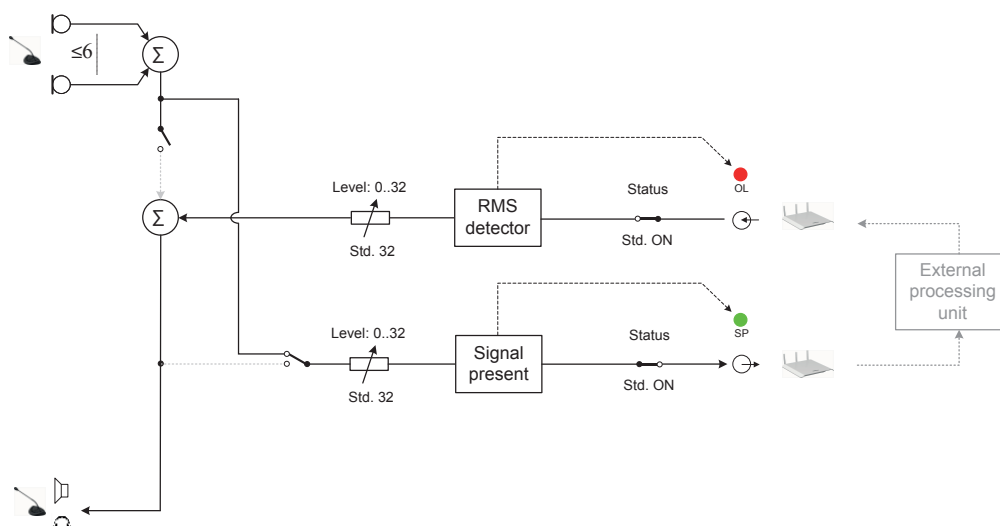 ≤6
Σ
Level: 0..32
Std. 32
RMS
detector
Status
Std. ON
OL
Σ
External
processing
unit
Level: 0..32
Std. 32
Signal
present
Status
Std. ON
SP